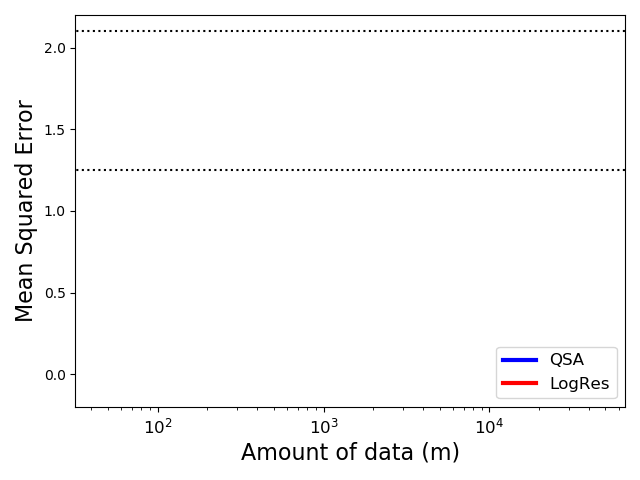 2.0
1.5
1.0
0.5
0.0
Mean Squared Error
QSA
LogRes
10²
10³
10⁴
Amount of data (m)